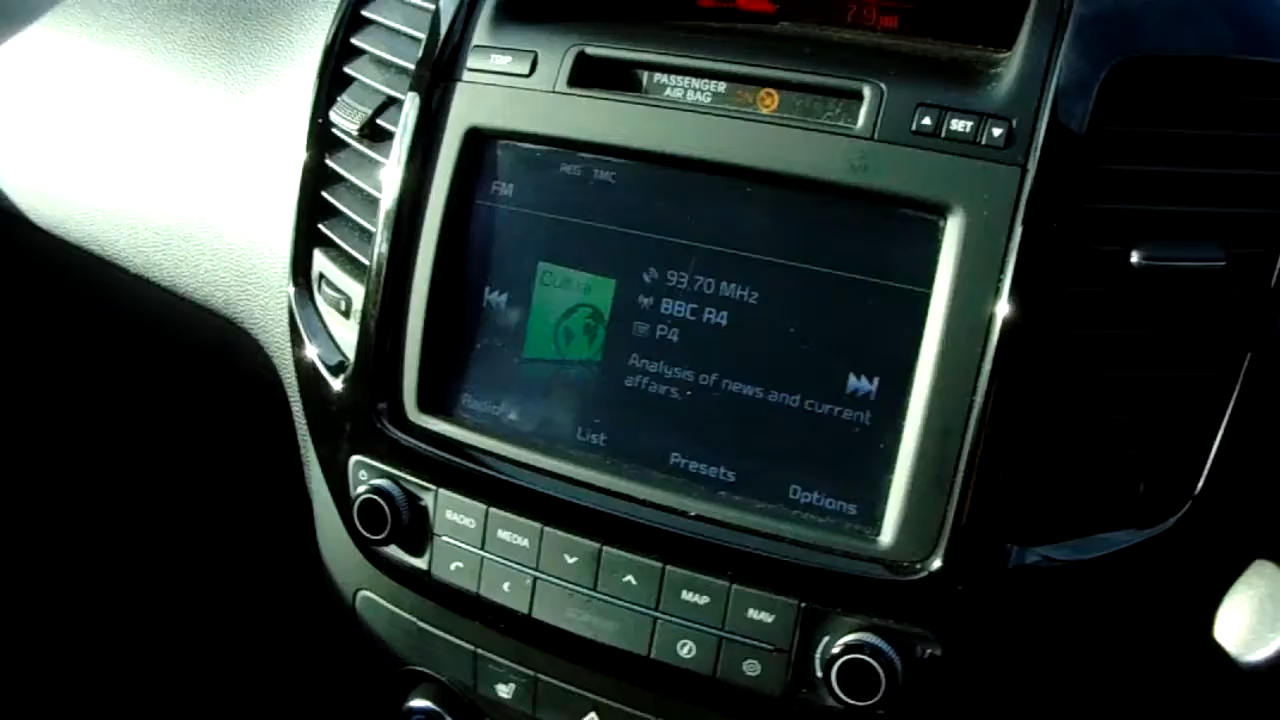 TRIP
PASSENGER
AIR BAG
SET
REG TMC
FM
93.70 MHz
BBC R4
P4
Analysis of news and current
affairs.
Radio
List
Presets
Options
RADIO
MEDIA
MAP
NAV